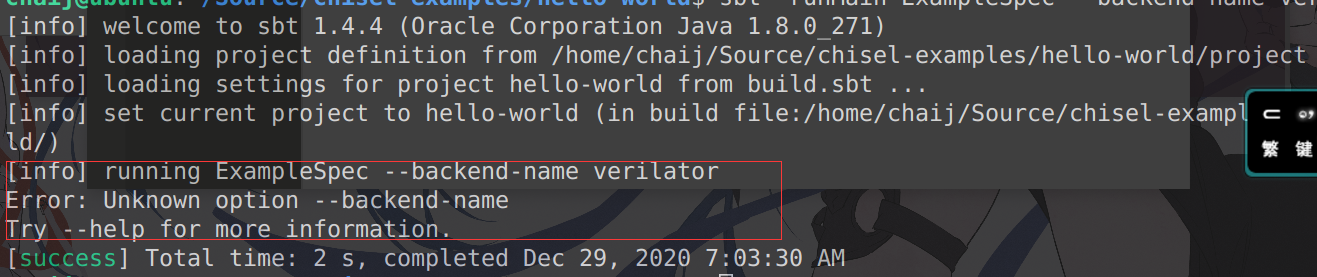 chaij@ubuntu:~/Source/chisel-examples/hello-world$ sbt "runMain ExampleSpec --backend-name ver
[info] welcome to sbt 1.4.4 (Oracle Corporation Java 1.8.0_271)
[info] loading project definition from /home/chaij/Source/chisel-examples/hello-world/project
[info] loading settings for project hello-world from build.sbt ...
[info] set current project to hello-world (in build file:/home/chaij/Source/chisel-exampl
ld/)
[info] running ExampleSpec --backend-name verilator
Error: Unknown option --backend-name
Try --help for more information.
[success] Total time: 2 s, completed Dec 29, 2020 7:03:30 AM
繁 键